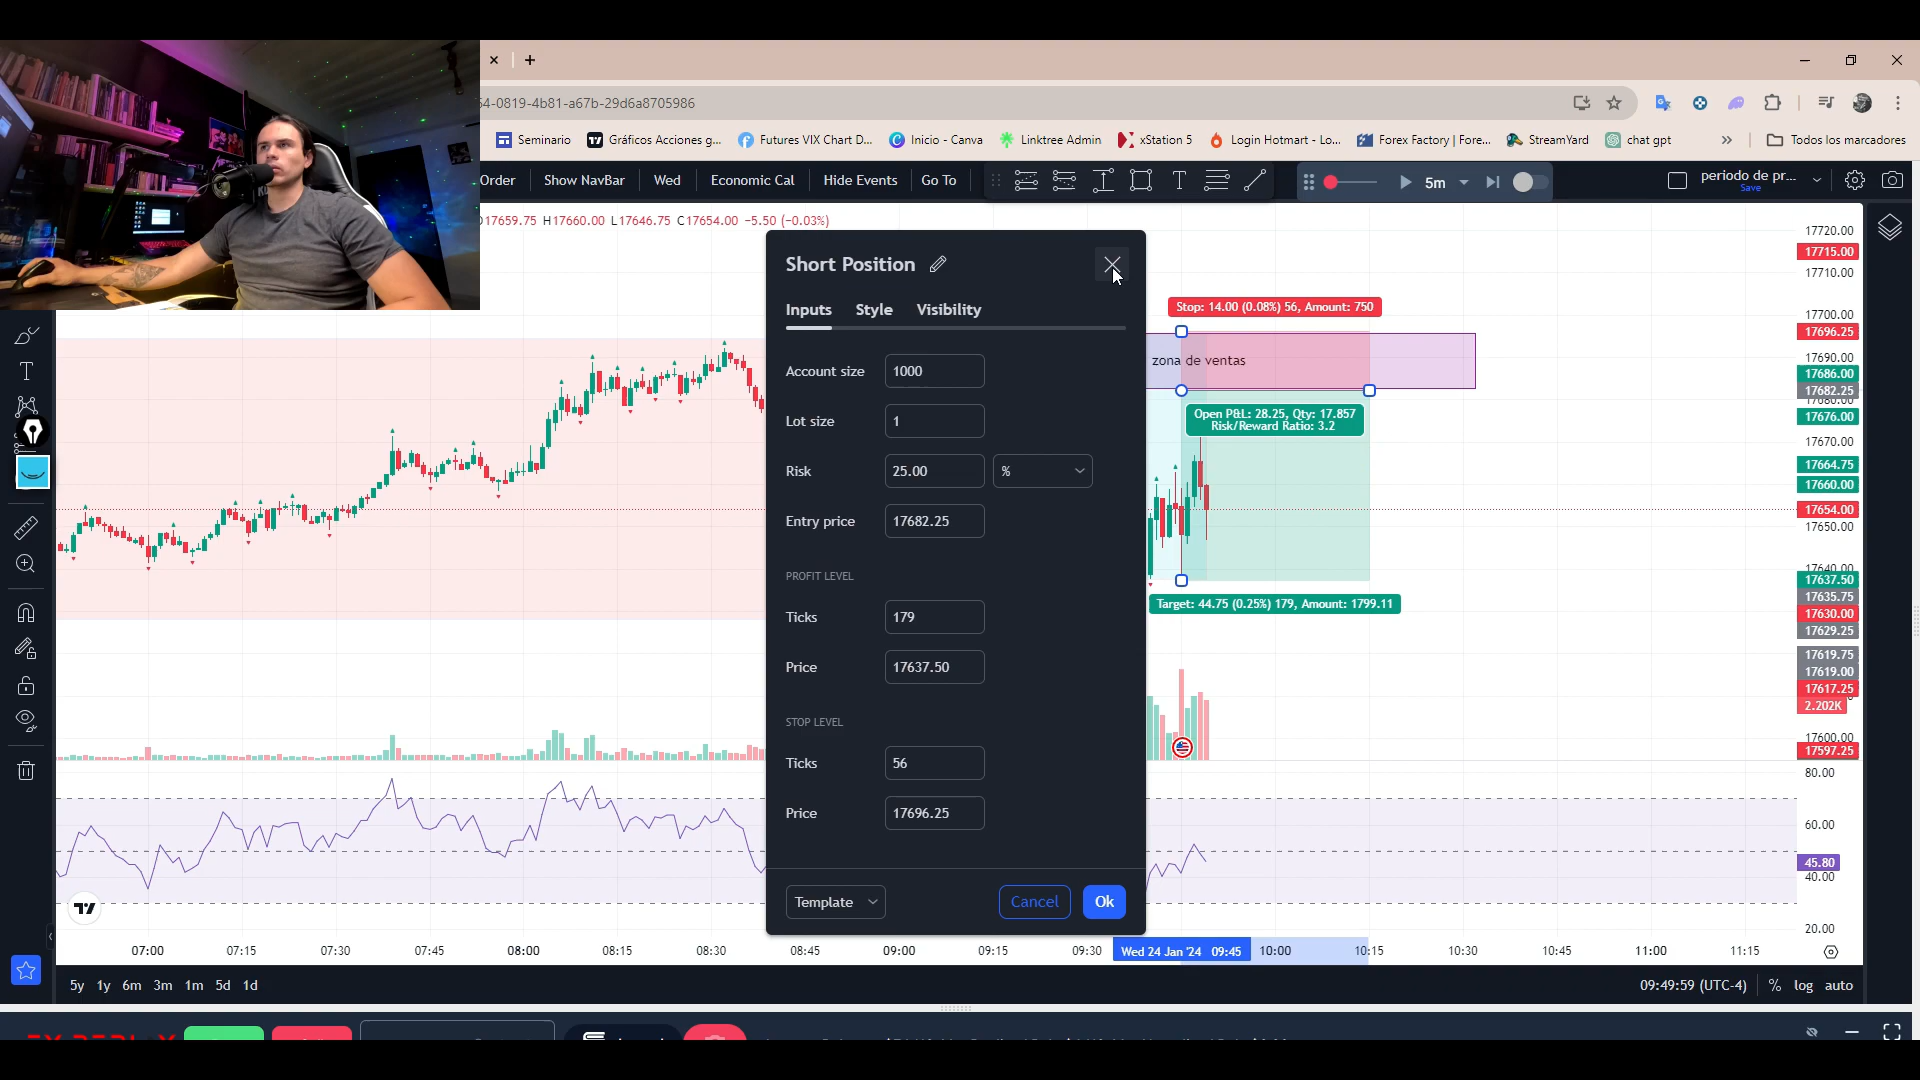 54-0819-4b81-a67b-29d6a8705986
Seminario
Gráficos Acciones g...
Futures VIX Chart D...
Inicio - Canva
Linktree Admin
xStation 5
Login Hotmart - Lo...
Forex Factory | Fore...
StreamYard
chat gpt
Todos los marcadores
Order
Show NavBar
Wed
Economic Cal
Hide Events
Go To
5m
periodo de pr...
Save
17659.75 H17660.00 L17646.75 C17654.00 −5.50 (−0.03%)
Short Position
Inputs
Style
Visibility
Account size
1000
Lot size
1
Risk
25.00
%
Entry price
17682.25
PROFIT LEVEL
Ticks
179
Price
17637.50
STOP LEVEL
Ticks
56
Price
17696.25
Template
Cancel
Ok
Stop: 14.00 (0.08%) 56, Amount: 750
zona de ventas
Open P&L: 28.25, Qty: 17.857
Risk/Reward Ratio: 3.2
Target: 44.75 (0.25%) 179, Amount: 1799.11
17720.00
17715.00
17710.00
17700.00
17696.25
17690.00
17686.00
17682.25
17680.00
17676.00
17670.00
17664.75
17660.00
17654.00
17650.00
17640.00
17637.50
17635.75
17630.00
17629.25
17619.75
17619.00
17617.25
2.202K
17600.00
17597.25
80.00
60.00
45.80
40.00
20.00
07:00
07:15
07:30
07:45
08:00
08:15
08:30
08:45
09:00
09:15
09:30
Wed 24 Jan '24 09:45
10:00
10:15
10:30
10:45
11:00
11:15
5y
1y
6m
3m
1m
5d
1d
09:49:59 (UTC-4)
%
log
auto